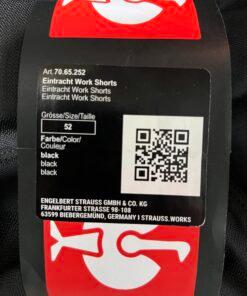 Art. 70.65.252
Eintracht Work Shorts
Eintracht Work Shorts
Eintracht Work Shorts
Grösse/Size/Taille
52
Farbe/Color/
Couleur
black
black
black
ENGELBERT STRAUSS GMBH & CO. KG
FRANKFURTER STRASSE 98-108
63599 BIEBERGEMÜND, GERMANY I STRAUSS.WORKS